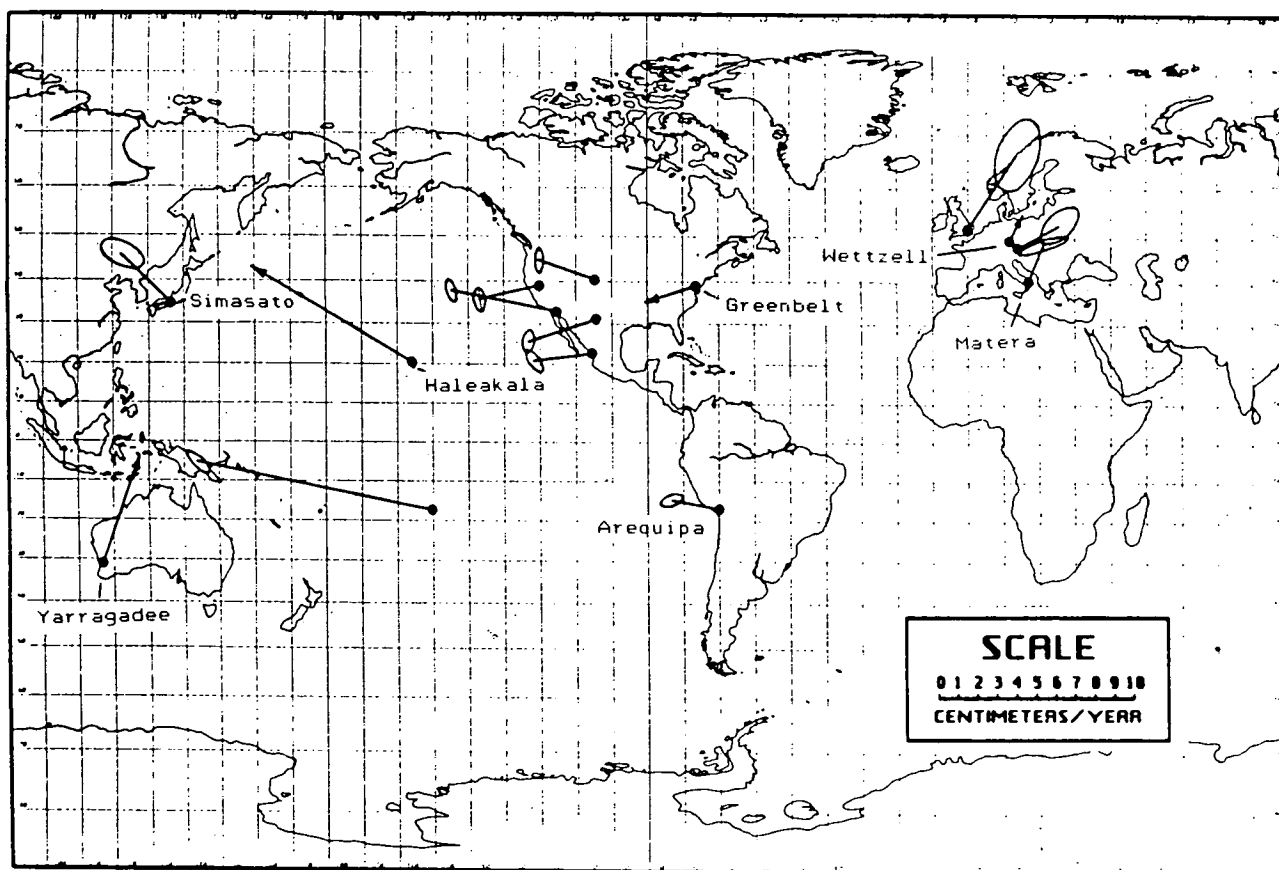 Wettzell
Simasato
Greenbelt
Matera
Haleakala
Arequipa
Yarragadee
SCALE
0 1 2 3 4 5 6 7 8 9 10
CENTIMETERS/YEAR